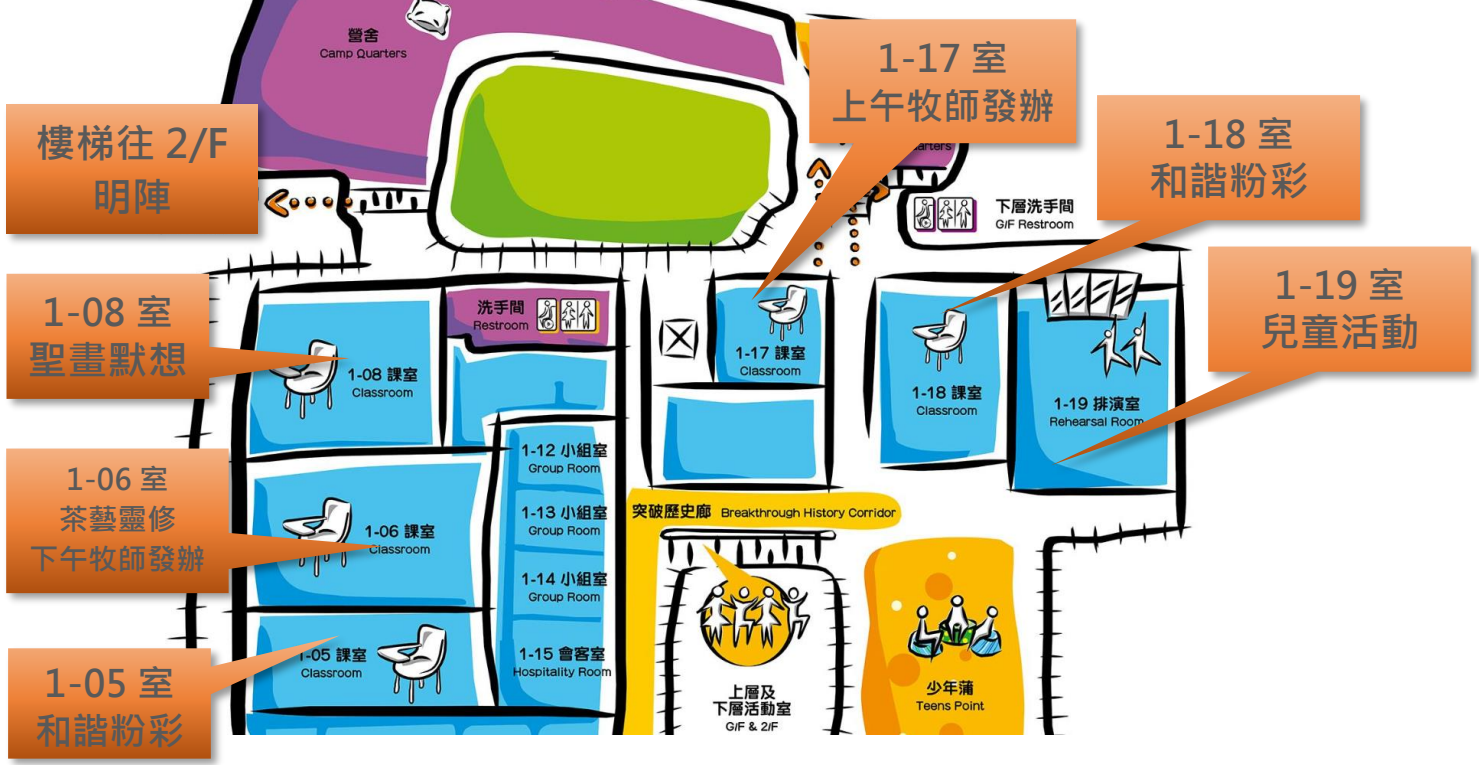 營舍
Camp Quarters
1-17 室
上午牧師發辦
樓梯往 2/F
明陣
1-18 室
和諧粉彩
arters
下層洗手間
G/F Restroom
1-19 室
兒童活動
1-08 室
聖畫默想
洗手間
Restroom
1-17 課室
Classroom
1-08 課室
Classroom
1-18 課室
Classroom
1-19 排演室
Rehearsal Room
1-12 小組室
Group Room
1-06 室
茶藝靈修
下午牧師發辦
1-06 課室
Classroom
1-13 小組室
Group Room
突破歷史廊 Breakthrough History Corridor
1-14 小組室
Group Room
1-05 室
和諧粉彩
1-05 課室
Classroom
1-15 會客室
Hospitality Room
上層及
下層活動室
G/F & 2/F
少年蒲
Teens Point